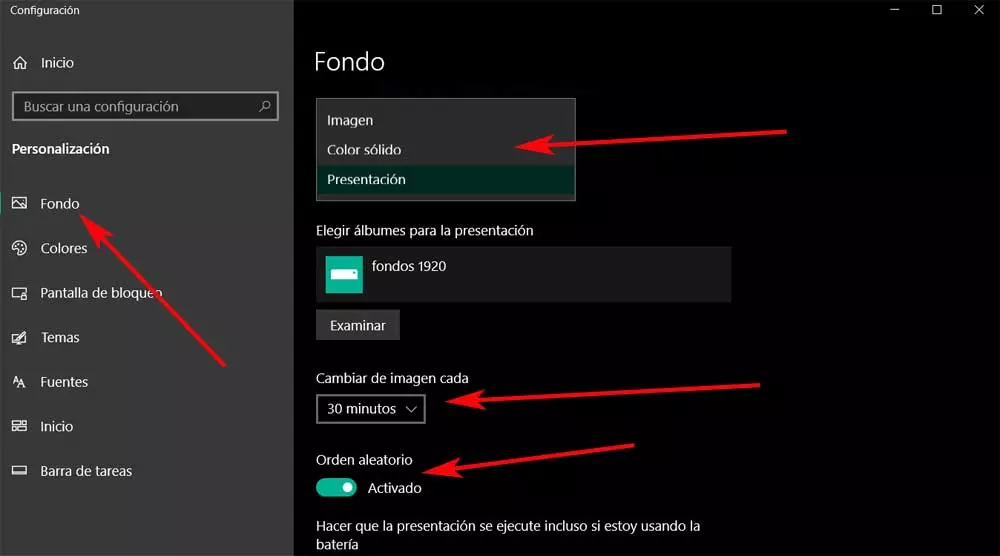 Configuración
Inicio
Buscar una configuración
Personalización
Fondo
Colores
Pantalla de bloqueo
Temas
Fuentes
Inicio
Barra de tareas
Fondo
Imagen
Color sólido
Presentación
Elegir álbumes para la presentación
fondos 1920
Examinar
Cambiar de imagen cada
30 minutos
Orden aleatorio
Activado
Hacer que la presentación se ejecute incluso si estoy usando la
batería